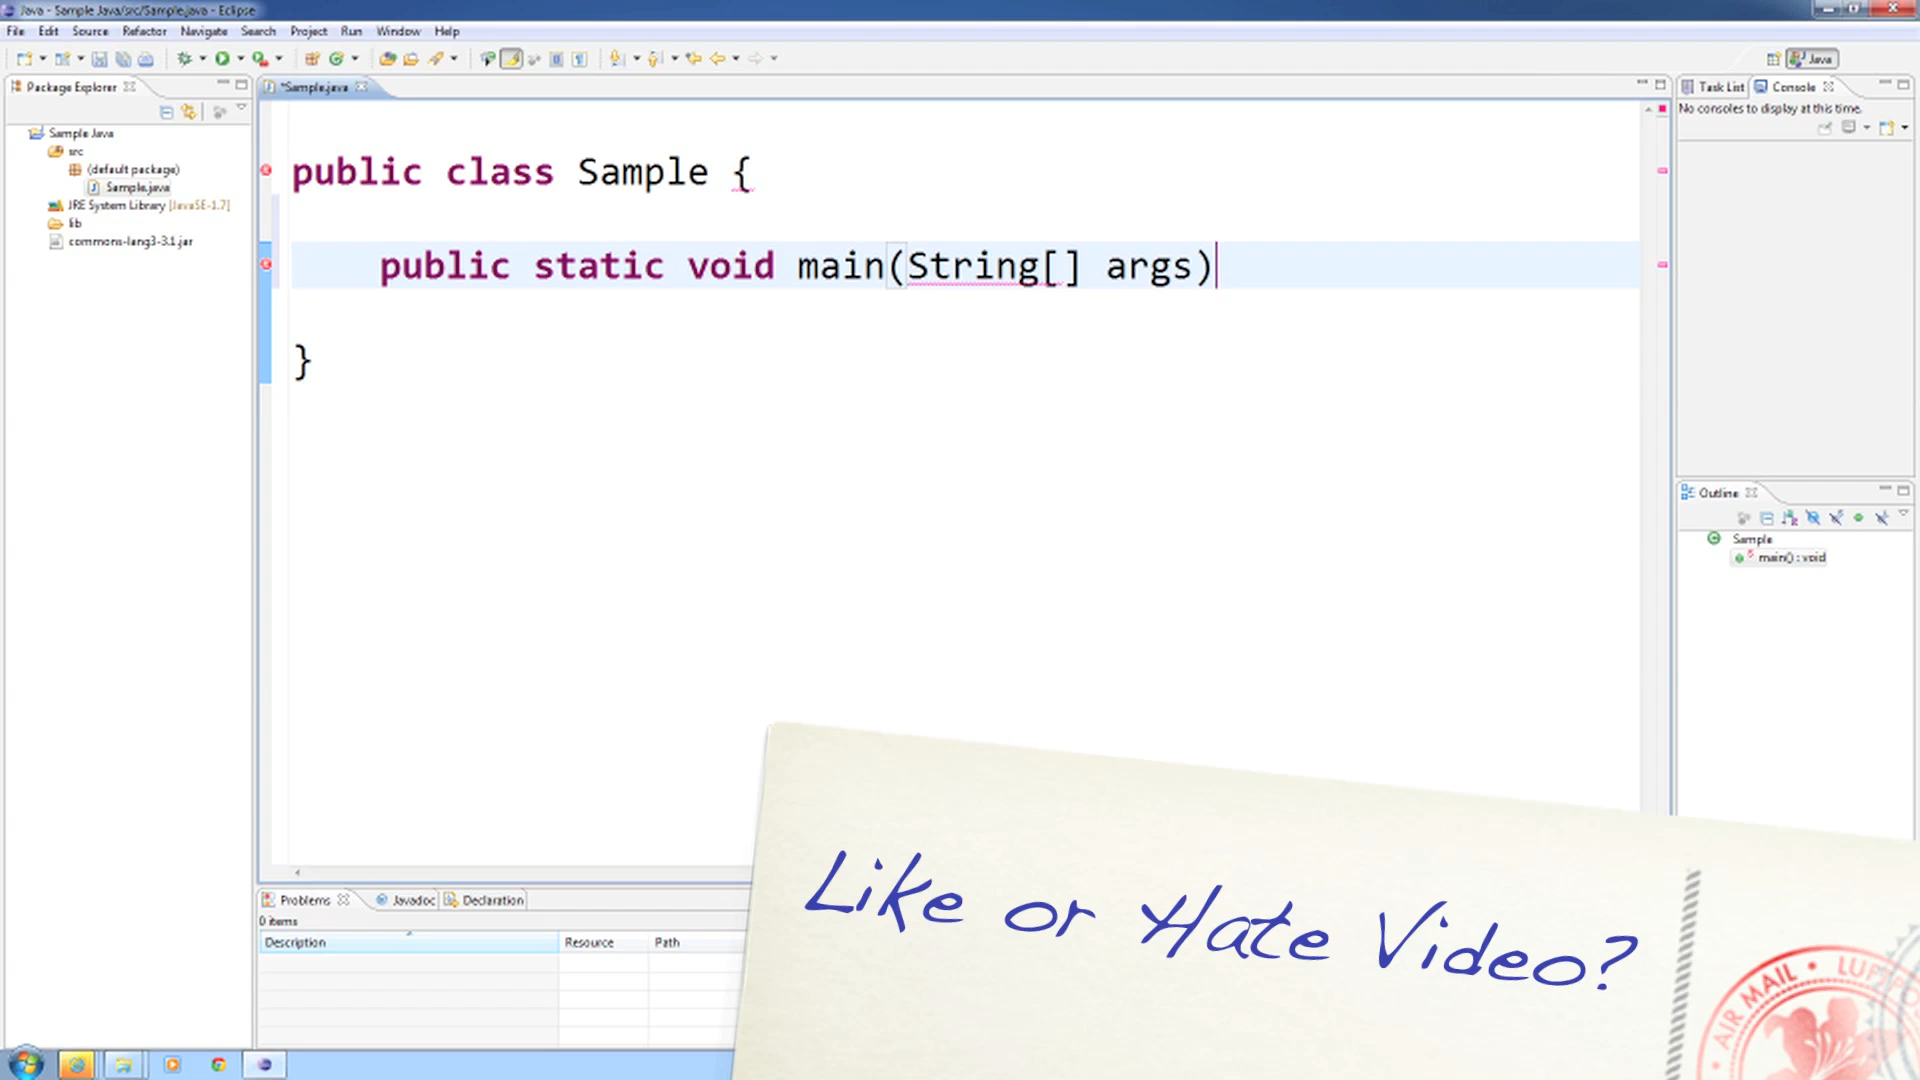 Java - Sample Java/src/Sample.java - Eclipse
File Edit Source Refactor Navigate Search Project Run Window Help
Java
Package Explorer
Sample Java
src
(default package)
Sample.java
JRE System Library [JavaSE-1.7]
lib
commons-lang3-3.1.jar
*Sample.java
public class Sample {
public static void main(String[] args)
}
Task List Console
No consoles to display at this time.
Outline
Sample
main() : void
Problems Javadoc Declaration
0 items
Description Resource Path
Like or Hate Video?
AIR MAIL • LUF